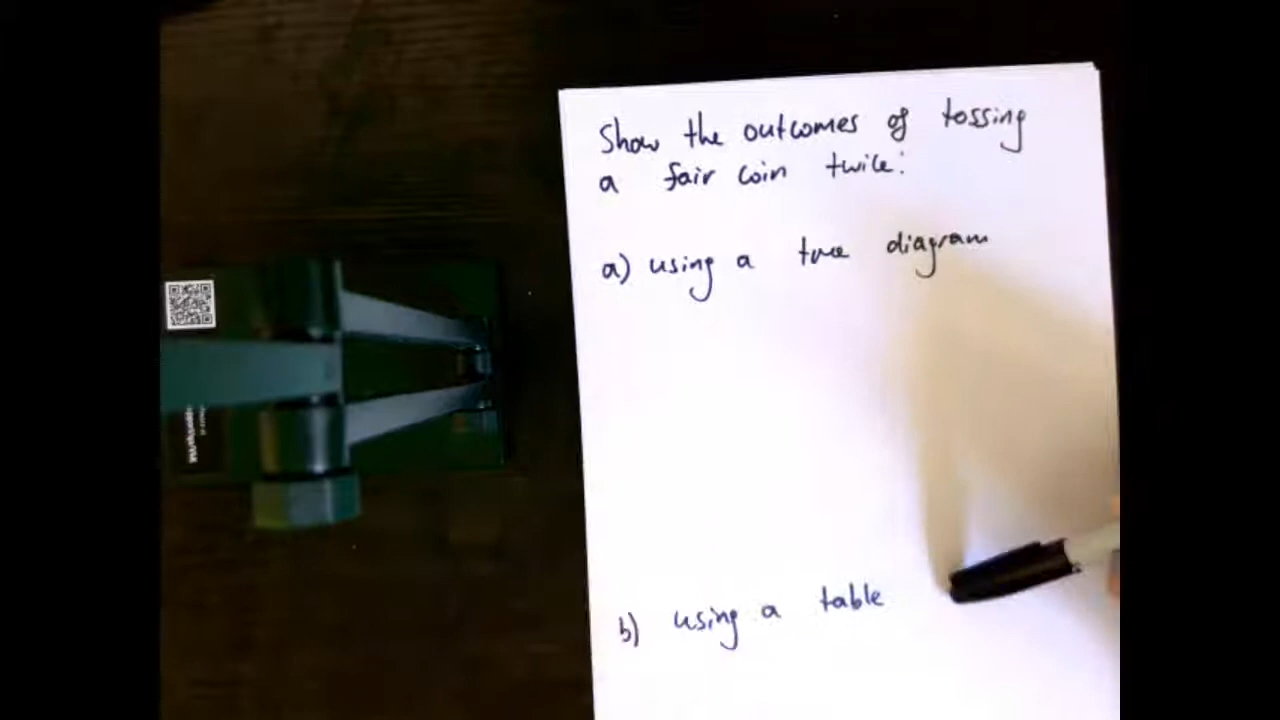 Show the outcomes of tossing
a fair coin twice:
a) using a tree diagram
b) using a table